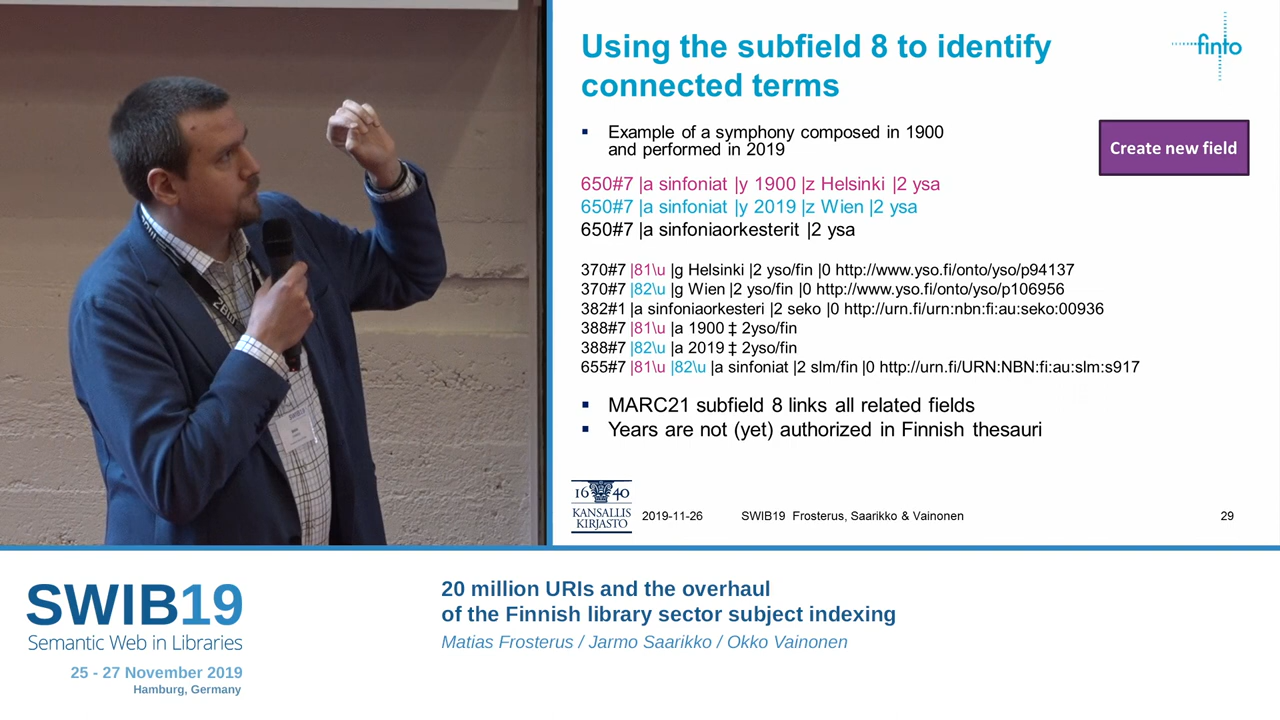 Using the subfield 8 to identify
connected terms
finto
Create new field
▪ Example of a symphony composed in 1900
and performed in 2019
650#7 |a sinfoniat |y 1900 |z Helsinki |2 ysa
650#7 |a sinfoniat |y 2019 |z Wien |2 ysa
650#7 |a sinfoniaorkesterit |2 ysa
370#7 |81\u |g Helsinki |2 yso/fin |0 http://www.yso.fi/onto/yso/p94137
370#7 |82\u |g Wien |2 yso/fin |0 http://www.yso.fi/onto/yso/p106956
382#1 |a sinfoniaorkesteri |2 seko |0 http://urn.fi/urn:nbn:fi:au:seko:00936
388#7 |81\u |a 1900 ‡ 2yso/fin
388#7 |82\u |a 2019 ‡ 2yso/fin
655#7 |81\u |82\u |a sinfoniat |2 slm/fin |0 http://urn.fi/URN:NBN:fi:au:slm:s917
▪ MARC21 subfield 8 links all related fields
▪ Years are not (yet) authorized in Finnish thesauri
16 40
KANSALLIS
KIRJASTO
2019-11-26 SWIB19 Frosterus, Saarikko & Vainonen 29
ZBW
SWIB19
Semantic Web in Libraries
25 - 27 November 2019
Hamburg, Germany
20 million URIs and the overhaul
of the Finnish library sector subject indexing
Matias Frosterus / Jarmo Saarikko / Okko Vainonen